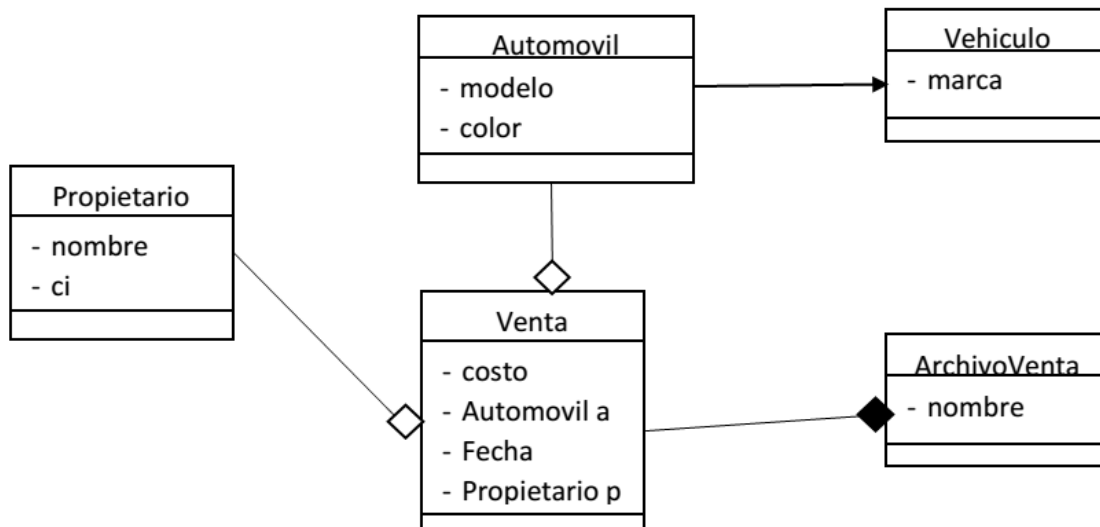 Automovil
- modelo
- color
Vehiculo
- marca
Propietario
- nombre
- ci
Venta
- costo
- Automovil a
- Fecha
- Propietario p
ArchivoVenta
- nombre